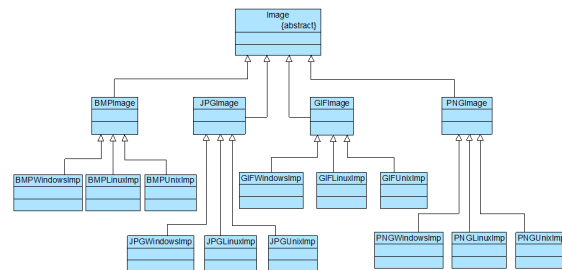 Image
{abstract}
BMPImage
JPGImage
GIFImage
PNGImage
BMPWindowsImp
BMPLinuxImp
BMPUnixImp
GIFWindowsImp
GIFLinuxImp
GIFUnixImp
JPGWindowsImp
JPGLinuxImp
JPGUnixImp
PNGWindowsImp
PNGLinuxImp
PNGUnixImp